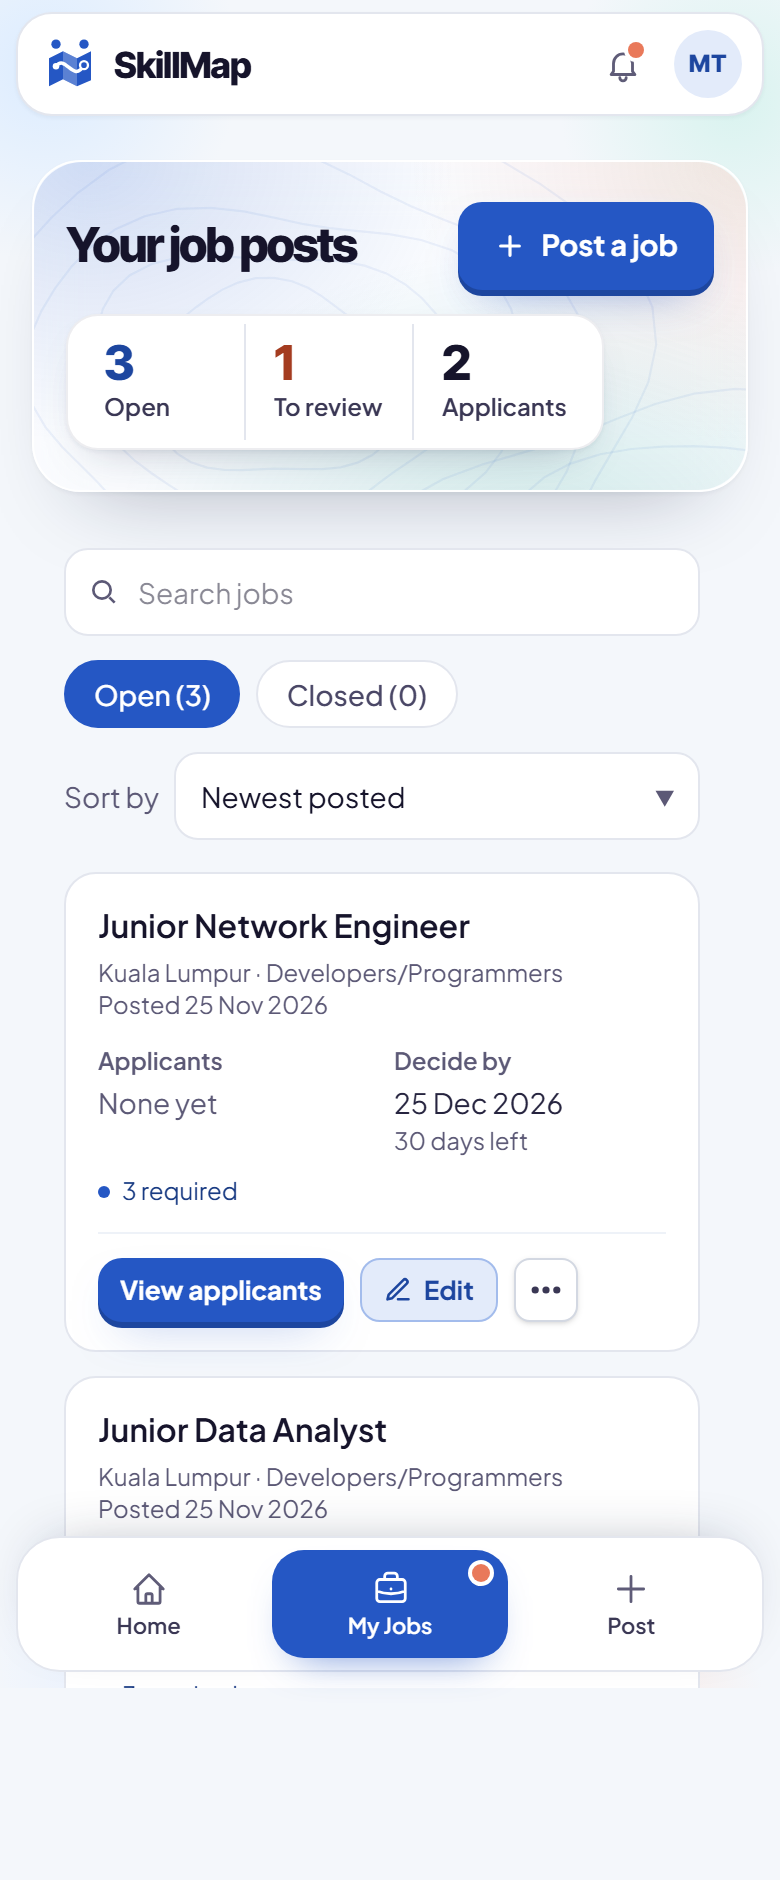 SkillMap
MT
Your job posts
Post a job
3
Open
1
To review
2
Applicants
Search jobs
Open (3)
Closed (0)
Sort by
Newest posted
Junior Network Engineer
Kuala Lumpur · Developers/Programmers
Posted 25 Nov 2026
Applicants
None yet
Decide by
25 Dec 2026
30 days left
3 required
View applicants
Edit
Junior Data Analyst
Kuala Lumpur · Developers/Programmers
Posted 25 Nov 2026
Home
My Jobs
Post